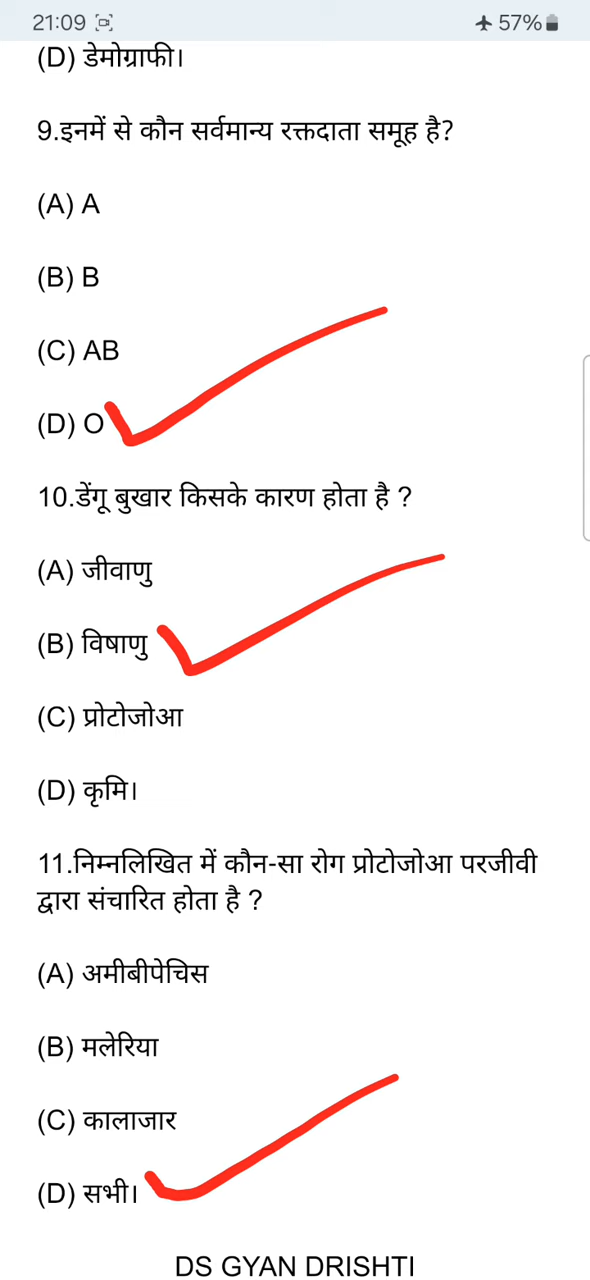 21:09
57%
(D) डेमोग्राफी।
9.इनमें से कौन सर्वमान्य रक्तदाता समूह है?
(A) A
(B) B
(C) AB
(D) O
10.डेंगू बुखार किसके कारण होता है ?
(A) जीवाणु
(B) विषाणु
(C) प्रोटोजोआ
(D) कृमि।
11.निम्नलिखित में कौन-सा रोग प्रोटोजोआ परजीवी
द्वारा संचारित होता है ?
(A) अमीबीपेचिस
(B) मलेरिया
(C) कालाजार
(D) सभी।
DS GYAN DRISHTI